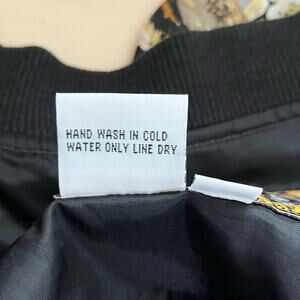 HAND WASH IN COLD
WATER ONLY LINE DRY